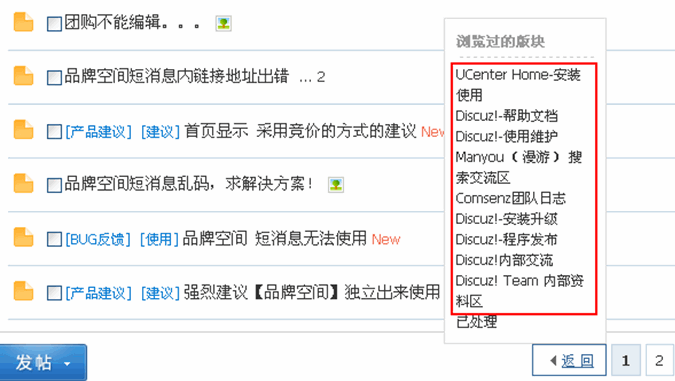 团购不能编辑。。。
品牌空间短消息内链接地址出错 ... 2
[产品建议] [建议] 首页显示 采用竞价的方式的建议 New
品牌空间短消息乱码，求解决方案！
[BUG反馈] [使用] 品牌空间 短消息无法使用 New
[产品建议] [建议] 强烈建议【品牌空间】独立出来使用
浏览过的版块
UCenter Home-安装
使用
Discuz!-帮助文档
Discuz!-使用维护
Manyou（漫游）搜
索交流区
Comsenz团队日志
Discuz!-安装升级
Discuz!-程序发布
Discuz!内部交流
Discuz! Team 内部资
料区
已处理
发帖
返回 1 2